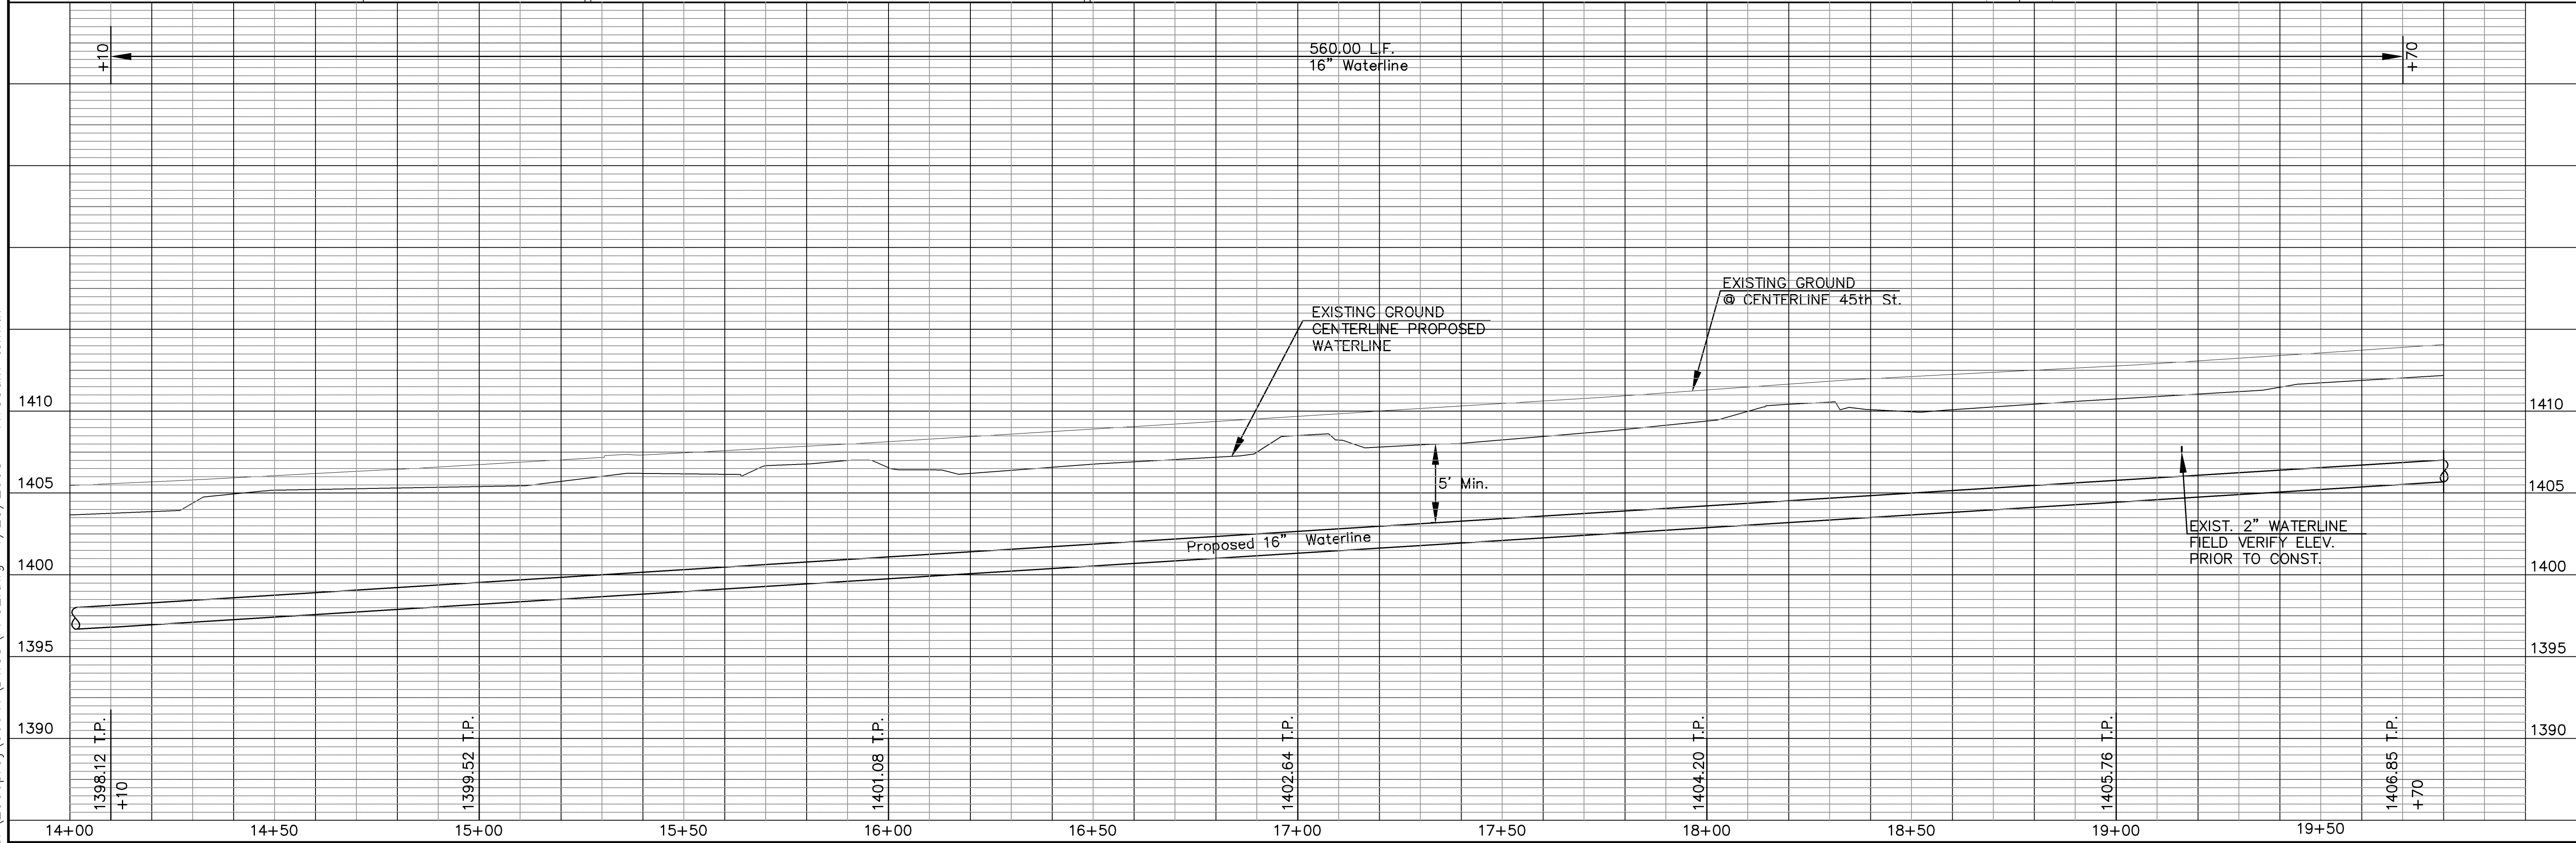 +10
560.00 L.F.
16" Waterline
+70
EXISTING GROUND
@ CENTERLINE 45th St.
EXISTING GROUND
CENTERLINE PROPOSED
WATERLINE
1410
1410
5' Min.
1405
1405
EXIST. 2" WATERLINE
FIELD VERIFY ELEV.
PRIOR TO CONST.
Proposed 16" Waterline
1400
1400
1395
1395
1390
1390
1398.12 T.P.
+10
1399.52 T.P.
1401.08 T.P.
1402.64 T.P.
1404.20 T.P.
1405.76 T.P.
1406.85 T.P.
+70
14+00 14+50 15+00 15+50 16+00 16+50 17+00 17+50 18+00 18+50 19+00 19+50